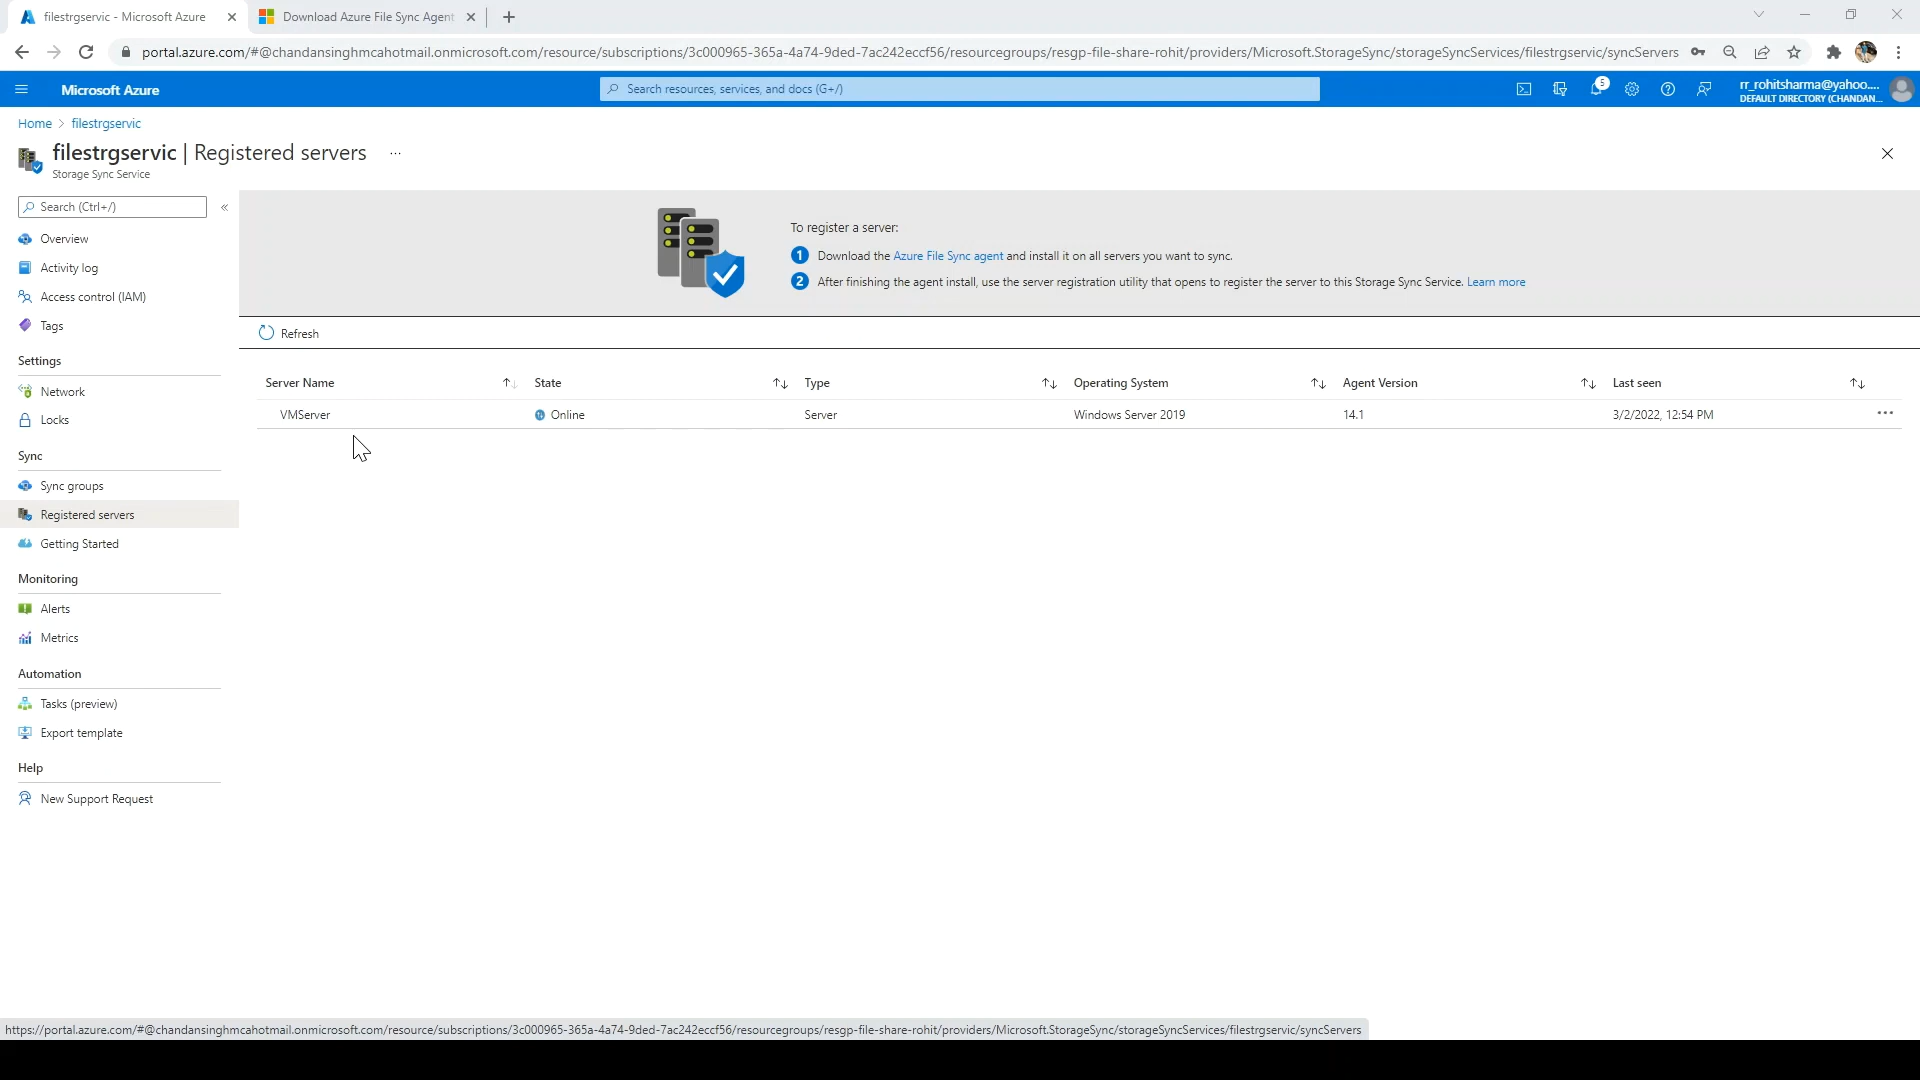 filestrgservic - Microsoft Azure
Download Azure File Sync Agent
portal.azure.com/#@chandansinghmcahotmail.onmicrosoft.com/resource/subscriptions/3c000965-365a-4a74-9ded-7ac242eccf56/resourcegroups/resgp-file-share-rohit/providers/Microsoft.StorageSync/storageSyncServices/filestrgservic/syncServers
Microsoft Azure
Search resources, services, and docs (G+/)
5
rr_rohitsharma@yahoo....
DEFAULT DIRECTORY (CHANDAN...
Home > filestrgservic
filestrgservic | Registered servers ...
Storage Sync Service
Search (Ctrl+/)
«
Overview
Activity log
Access control (IAM)
Tags
Settings
Network
Locks
Sync
Sync groups
Registered servers
Getting Started
Monitoring
Alerts
Metrics
Automation
Tasks (preview)
Export template
Help
New Support Request
To register a server:
1 Download the Azure File Sync agent and install it on all servers you want to sync.
2 After finishing the agent install, use the server registration utility that opens to register the server to this Storage Sync Service. Learn more
Refresh
Server Name State Type Operating System Agent Version Last seen
VMServer Online Server Windows Server 2019 14.1 3/2/2022, 12:54 PM ...
https://portal.azure.com/#@chandansinghmcahotmail.onmicrosoft.com/resource/subscriptions/3c000965-365a-4a74-9ded-7ac242eccf56/resourcegroups/resgp-file-share-rohit/providers/Microsoft.StorageSync/storageSyncServices/filestrgservic/syncServers